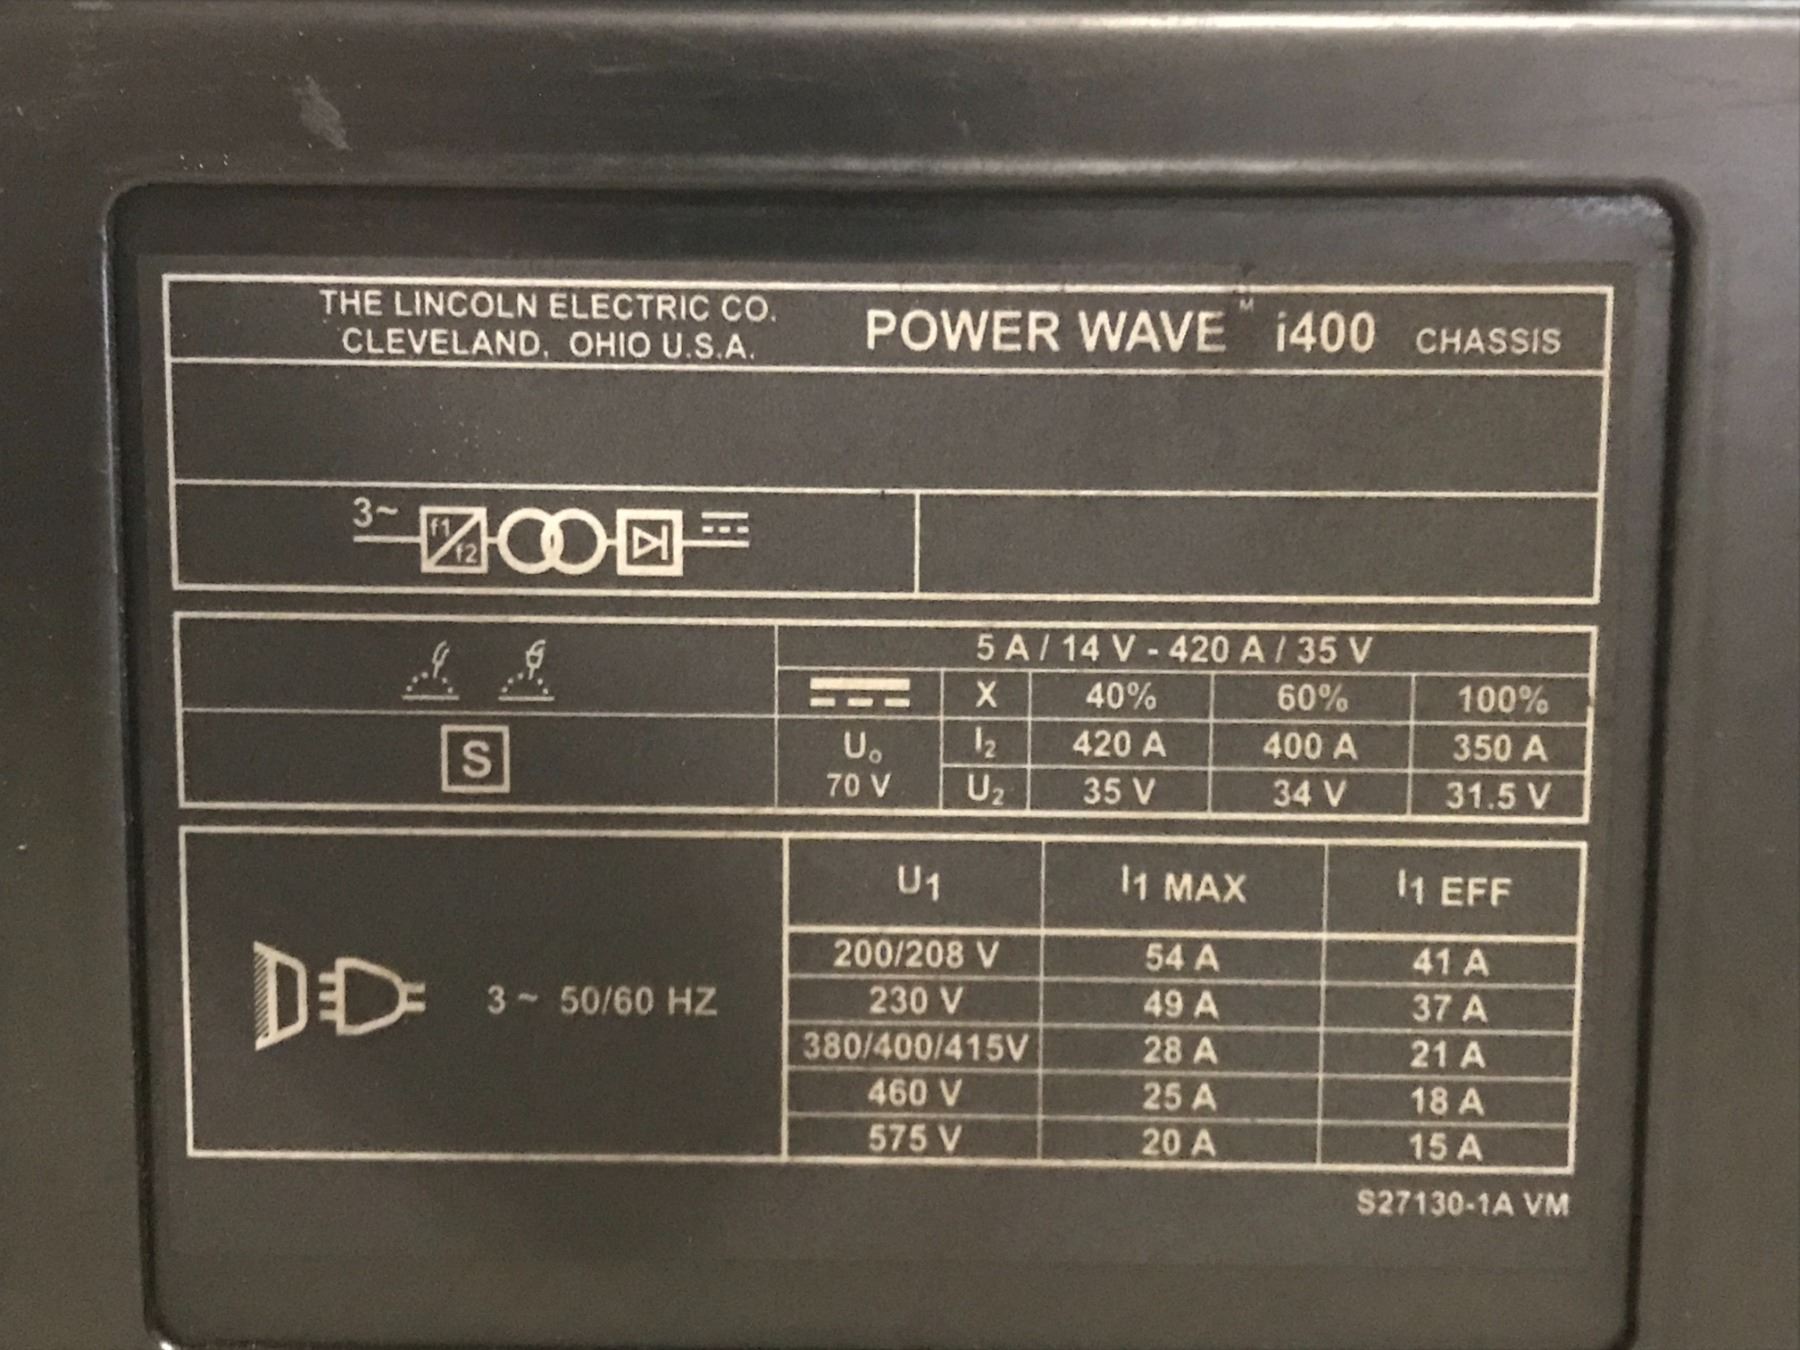 THE LINCOLN ELECTRIC CO.
CLEVELAND, OHIO U.S.A.
POWER WAVE™ i400 CHASSIS
3~
f1
f2
5 A / 14 V - 420 A / 35 V
X 40% 60% 100%
S
U₀
70 V
I₂ 420 A 400 A 350 A
U₂ 35 V 34 V 31.5 V
U1 I1 MAX I1 EFF
200/208 V 54 A 41 A
230 V 49 A 37 A
3 ~ 50/60 HZ
380/400/415V 28 A 21 A
460 V 25 A 18 A
575 V 20 A 15 A
S27130-1A VM